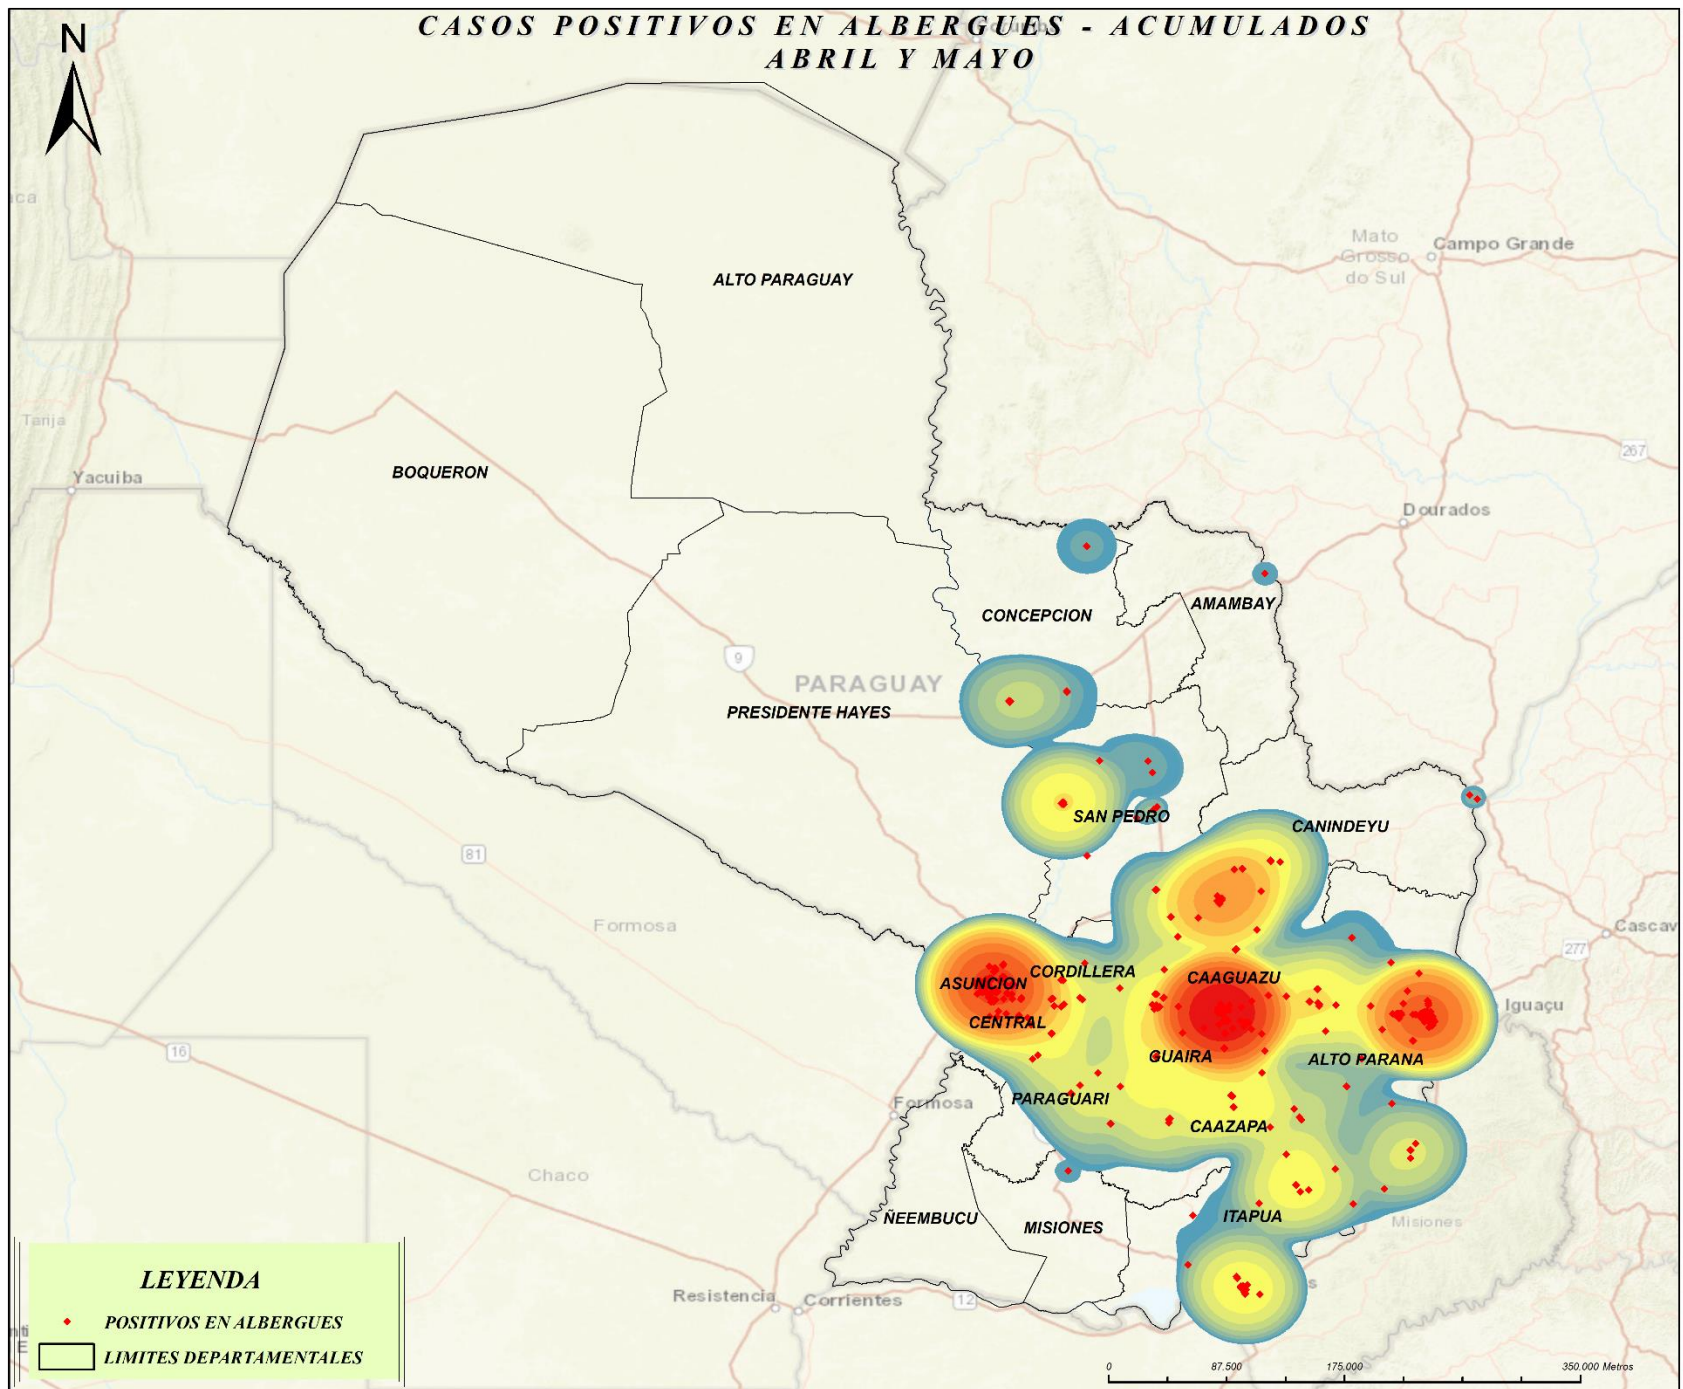 CASOS POSITIVOS EN ALBERGUES - ACUMULADOS
ABRIL Y MAYO
N
Mato
Grosso
do Sul
Campo Grande
ALTO PARAGUAY
Tarija
267
BOQUERON
Yacuiba
Dourados
AMAMBAY
CONCEPCION
9
PARAGUAY
PRESIDENTE HAYES
SAN PEDRO
CANINDEYU
81
Formosa
Cascav
277
CORDILLERA
CAAGUAZU
ASUNCION
Iguaçu
CENTRAL
16
GUAIRA
ALTO PARANA
PARAGUARI
Formosa
CAAZAPA
Chaco
ÑEEMBUCU
MISIONES
ITAPUA
Misiones
LEYENDA
POSITIVOS EN ALBERGUES
LIMITES DEPARTAMENTALES
Resistencia
Corrientes
12
0 87.500 175.000 350.000 Metros